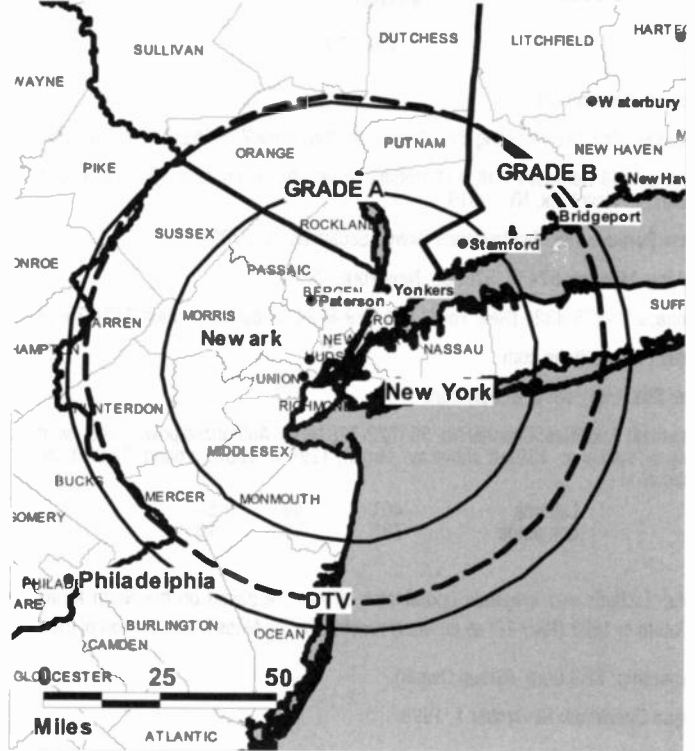 DUTCHESS
LITCHFIELD
SULLIVAN
WAYNE
Waterbury
PUTNAM
ORANGE
NEW HAVEN
PIKE
GRADE B
GRADE A
Bridgeport
ROCKLAND
SUSSEX
Stamford
PASSAIC
BERGEN
Yonkers
Paterson
MORRIS
Newark
NASSAU
UNION
New York
RICHMOND
HUNTERDON
MIDDLESEX
BUCKS
MERCER
MONMOUTH
Philadelphia
DTV
BURLINGTON
OCEAN
CAMDEN
GLOUCESTER
0 25 50
Miles
ATLANTIC